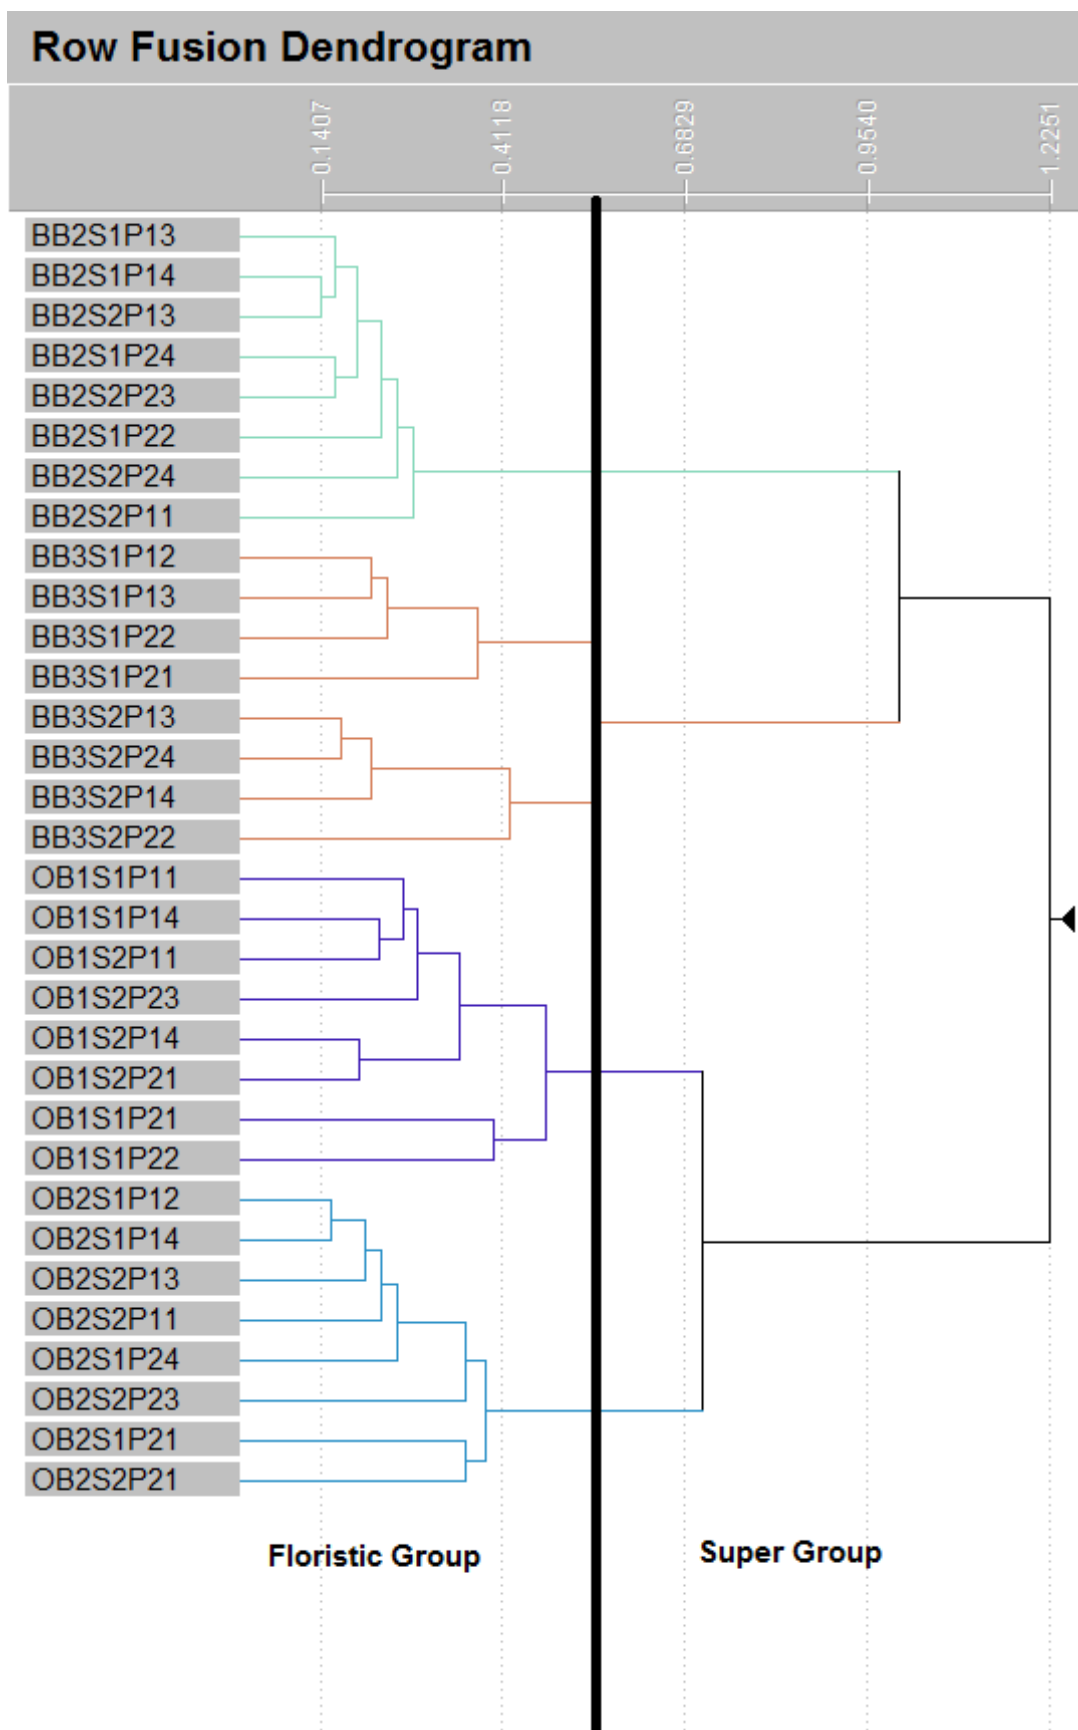 Row Fusion Dendrogram
0.1407 0.4118 0.6829 0.9540 1.2251
BB2S1P13
BB2S1P14
BB2S2P13
BB2S1P24
BB2S2P23
BB2S1P22
BB2S2P24
BB2S2P11
BB3S1P12
BB3S1P13
BB3S1P22
BB3S1P21
BB3S2P13
BB3S2P24
BB3S2P14
BB3S2P22
OB1S1P11
OB1S1P14
OB1S2P11
OB1S2P23
OB1S2P14
OB1S2P21
OB1S1P21
OB1S1P22
OB2S1P12
OB2S1P14
OB2S2P13
OB2S2P11
OB2S1P24
OB2S2P23
OB2S1P21
OB2S2P21
Floristic Group Super Group